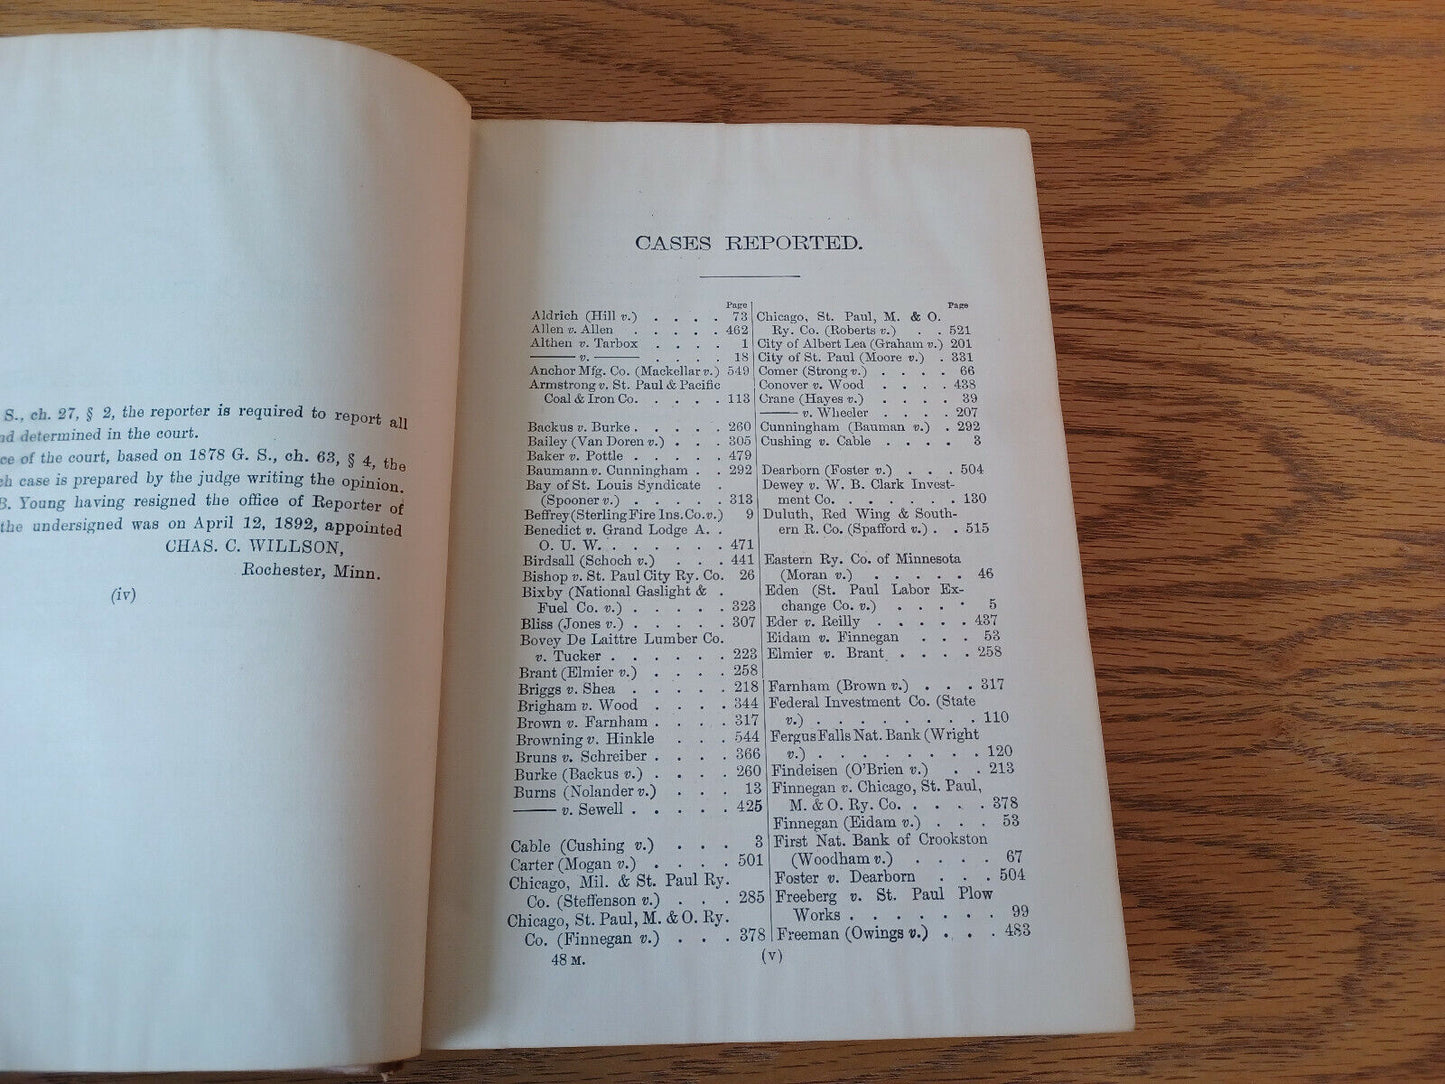 S., ch. 27, § 2, the reporter is required to report all
nd determined in the court.
ce of the court, based on 1878 G. S., ch. 63, § 4, the
ch case is prepared by the judge writing the opinion.
B. Young having resigned the office of Reporter of
the undersigned was on April 12, 1892, appointed
CHAS. C. WILLSON,
Rochester, Minn.
(iv)
CASES REPORTED.
Page
Aldrich (Hill v.) . . . . 73
Allen v. Allen . . . . . 462
Althen v. Tarbox . . . . 1
——— v. ——— . . . . 18
Anchor Mfg. Co. (Mackellar v.) 549
Armstrong v. St. Paul & Pacific
Coal & Iron Co. . . . . 113
Backus v. Burke . . . . . 260
Bailey (Van Doren v.) . . . 305
Baker v. Pottle . . . . . 479
Baumann v. Cunningham . . 292
Bay of St. Louis Syndicate .
(Spooner v.) . . . . . 313
Beffrey (Sterling Fire Ins. Co. v.) 9
Benedict v. Grand Lodge A. .
O. U. W. . . . . . . 471
Birdsall (Schoch v.) . . . 441
Bishop v. St. Paul City Ry. Co. 26
Bixby (National Gaslight & .
Fuel Co. v.) . . . . . 323
Bliss (Jones v.) . . . . . 307
Bovey De Laittre Lumber Co.
v. Tucker . . . . . . 223
Brant (Elmier v.) . . . . 258
Briggs v. Shea . . . . . 218
Brigham v. Wood . . . . 344
Brown v. Farnham . . . . 317
Browning v. Hinkle . . . 544
Bruns v. Schreiber . . . . 366
Burke (Backus v.) . . . . 260
Burns (Nolander v.) . . . 13
——— v. Sewell . . . . . 425
Cable (Cushing v.) . . . 3
Carter (Mogan v.) . . . . 501
Chicago, Mil. & St. Paul Ry.
Co. (Steffenson v.) . . . 285
Chicago, St. Paul, M. & O. Ry.
Co. (Finnegan v.) . . . 378
48 M.
Page
Chicago, St. Paul, M. & O.
Ry. Co. (Roberts v.) . . 521
City of Albert Lea (Graham v.) 201
City of St. Paul (Moore v.) . 331
Comer (Strong v.) . . . . 66
Conover v. Wood . . . . 438
Crane (Hayes v.) . . . . 39
——— v. Wheeler . . . . 207
Cunningham (Bauman v.) . 292
Cushing v. Cable . . . . 3
Dearborn (Foster v.) . . . 504
Dewey v. W. B. Clark Invest-
ment Co. . . . . . . 130
Duluth, Red Wing & South-
ern R. Co. (Spafford v.) . . 515
Eastern Ry. Co. of Minnesota
(Moran v.) . . . . . 46
Eden (St. Paul Labor Ex-
change Co. v.) . . . . 5
Eder v. Reilly . . . . . 437
Eidam v. Finnegan . . . 53
Elmier v. Brant . . . . 258
Farnham (Brown v.) . . . 317
Federal Investment Co. (State
v.) . . . . . . . . 110
Fergus Falls Nat. Bank (Wright
v.) . . . . . . . . 120
Findeisen (O'Brien v.) . . 213
Finnegan v. Chicago, St. Paul,
M. & O. Ry. Co. . . . . 378
Finnegan (Eidam v.) . . . 53
First Nat. Bank of Crookston
(Woodham v.) . . . . 67
Foster v. Dearborn . . . 504
Freeberg v. St. Paul Plow
Works . . . . . . . 99
Freeman (Owings v.) . . . 483
(v)